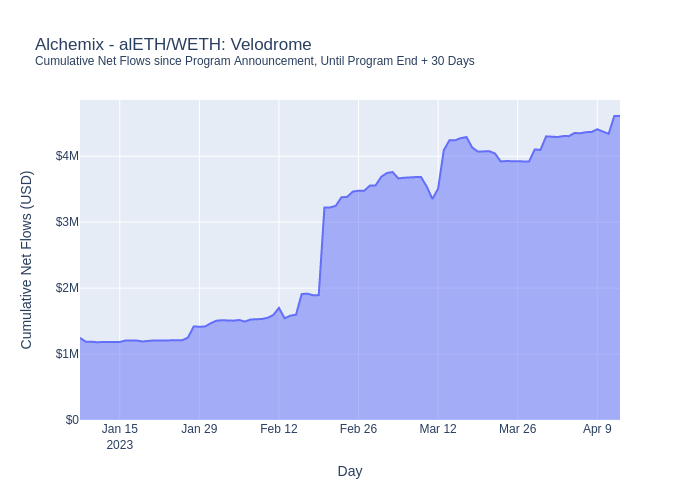 Alchemix - alETH/WETH: Velodrome
Cumulative Net Flows since Program Announcement, Until Program End + 30 Days
Cumulative Net Flows (USD)
$4M
$3M
$2M
$1M
$0
Jan 15
2023
Jan 29
Feb 12
Feb 26
Mar 12
Mar 26
Apr 9
Day